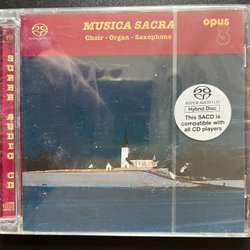 MUSICA SACRA
Choir - Organ - Saxophone
opus
3
SUPER AUDIO CD
SUPER AUDIO CD
Hybrid Disc
This SACD is
compatible with
all CD players